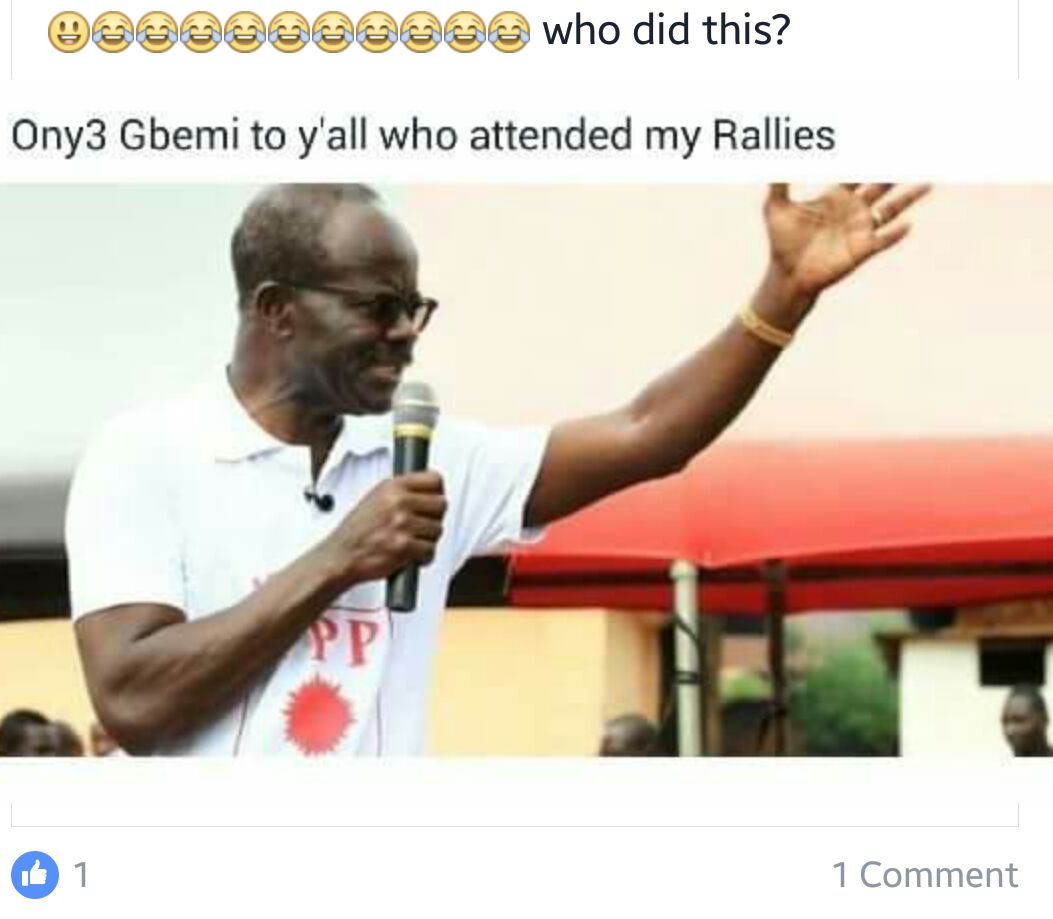 😃😂😂😂😂😂😂😂😂😂😂 who did this?
Ony3 Gbemi to y'all who attended my Rallies
PP
1
1 Comment